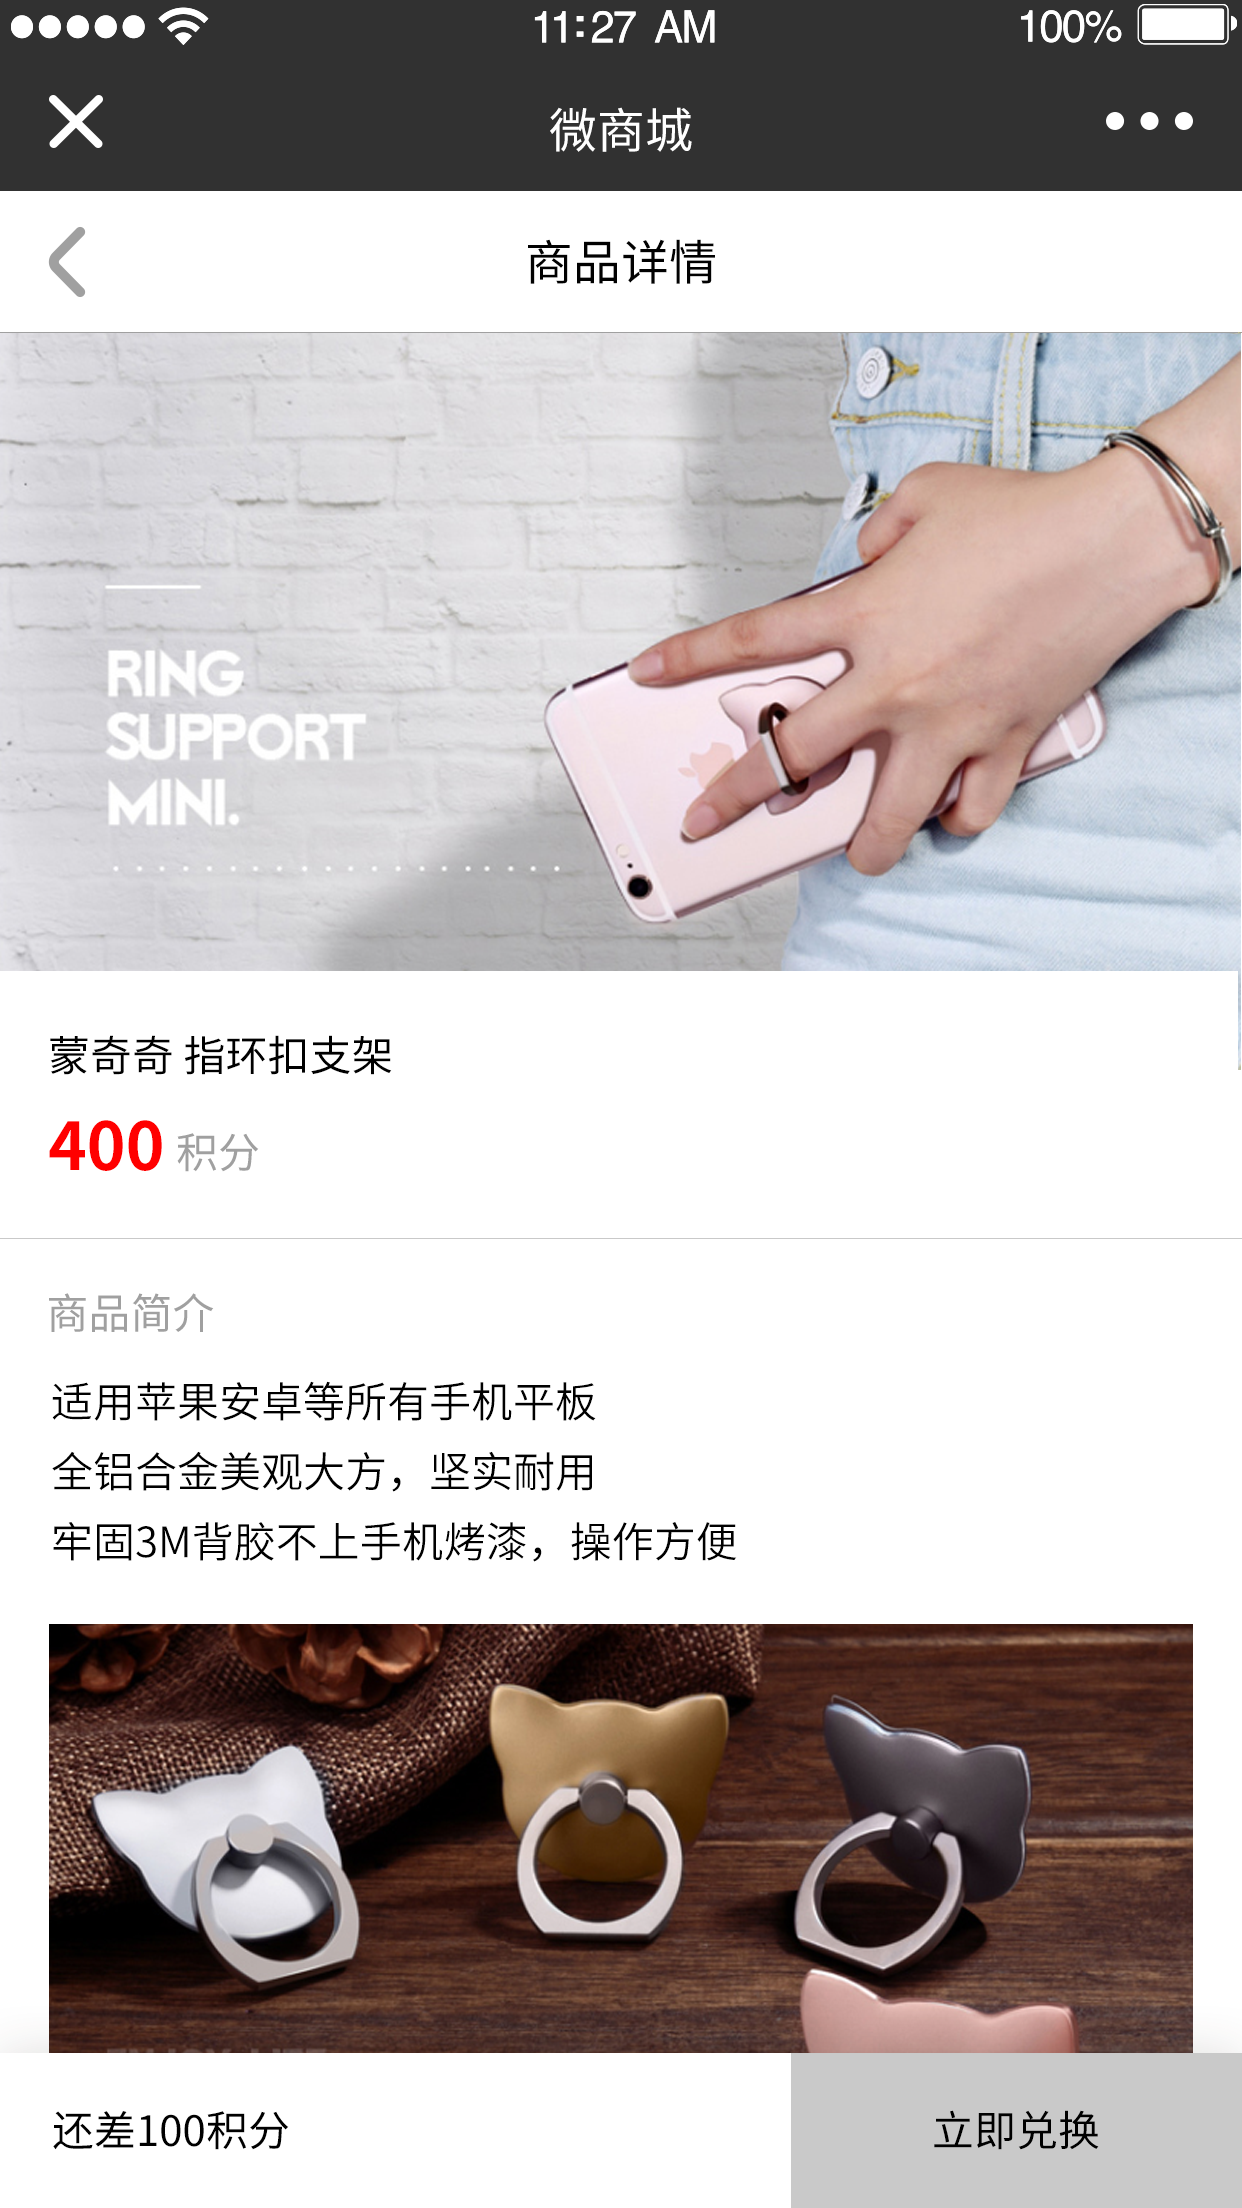 11:27 AM
100%
微商城
商品详情
RING
SUPPORT
MINI.
蒙奇奇 指环扣支架
400 积分
商品简介
适用苹果安卓等所有手机平板
全铝合金美观大方，坚实耐用
牢固3M背胶不上手机烤漆，操作方便
还差100积分
立即兑换